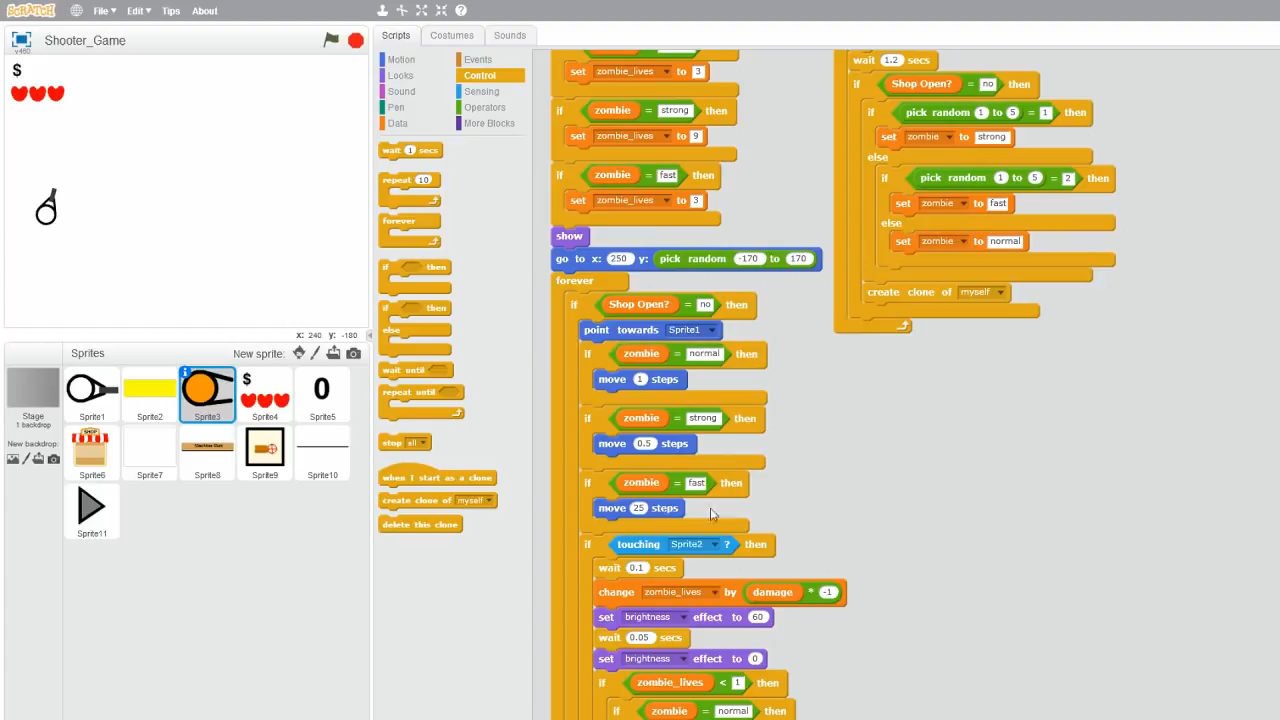 SCRATCH File Edit Tips About
v460 Shooter_Game
$
x: 240 y: -180
Sprites New sprite:
Stage
1 backdrop
New backdrop:
Sprite1 Sprite2 Sprite3 $ Sprite4 0 Sprite5
SHOP Sprite6 Sprite7 Machine Gun Sprite8 Sprite9 Sprite10
Sprite11
Scripts Costumes Sounds
Motion Events
Looks Control
Sound Sensing
Pen Operators
Data More Blocks
wait 1 secs
repeat 10
forever
if then
if then
else
wait until
repeat until
stop all
when I start as a clone
create clone of myself
delete this clone
set zombie_lives to 3
if zombie = strong then
set zombie_lives to 9
if zombie = fast then
set zombie_lives to 3
show
go to x: 250 y: pick random -170 to 170
forever
if Shop Open? = no then
point towards Sprite1
if zombie = normal then
move 1 steps
if zombie = strong then
move 0.5 steps
if zombie = fast then
move 25 steps
if touching Sprite2 ? then
wait 0.1 secs
change zombie_lives by damage * -1
set brightness effect to 60
wait 0.05 secs
set brightness effect to 0
if zombie_lives < 1 then
if zombie = normal then
wait 1.2 secs
if Shop Open? = no then
if pick random 1 to 5 = 1 then
set zombie to strong
else
if pick random 1 to 5 = 2 then
set zombie to fast
else
set zombie to normal
create clone of myself